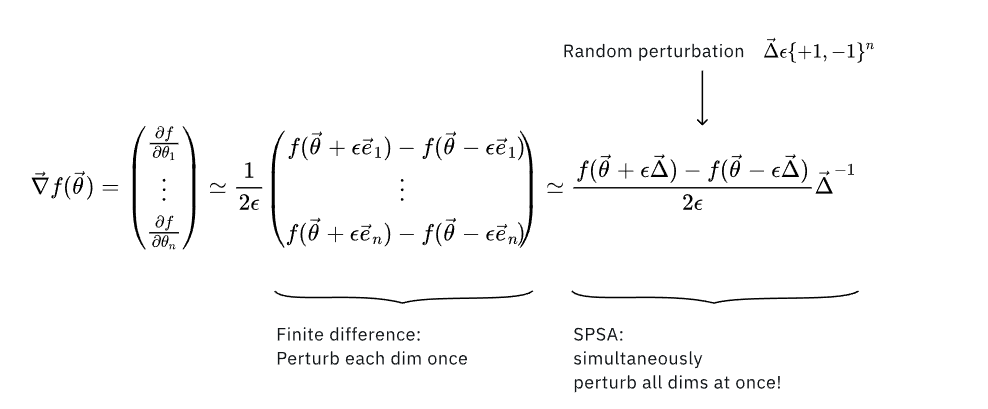 Random perturbation $\vec{\Delta} \epsilon \{+1, -1\}^n$
$\vec{\nabla} f(\vec{\theta}) = \begin{pmatrix} \frac{\partial f}{\partial \theta_1} \\ \vdots \\ \frac{\partial f}{\partial \theta_n} \end{pmatrix} \simeq \frac{1}{2\epsilon} \begin{pmatrix} f(\vec{\theta} + \epsilon \vec{e}_1) - f(\vec{\theta} - \epsilon \vec{e}_1) \\ \vdots \\ f(\vec{\theta} + \epsilon \vec{e}_n) - f(\vec{\theta} - \epsilon \vec{e}_n) \end{pmatrix} \simeq \frac{f(\vec{\theta} + \epsilon \vec{\Delta}) - f(\vec{\theta} - \epsilon \vec{\Delta})}{2\epsilon} \vec{\Delta}^{-1}$
Finite difference:
Perturb each dim once
SPSA:
simultaneously
perturb all dims at once!